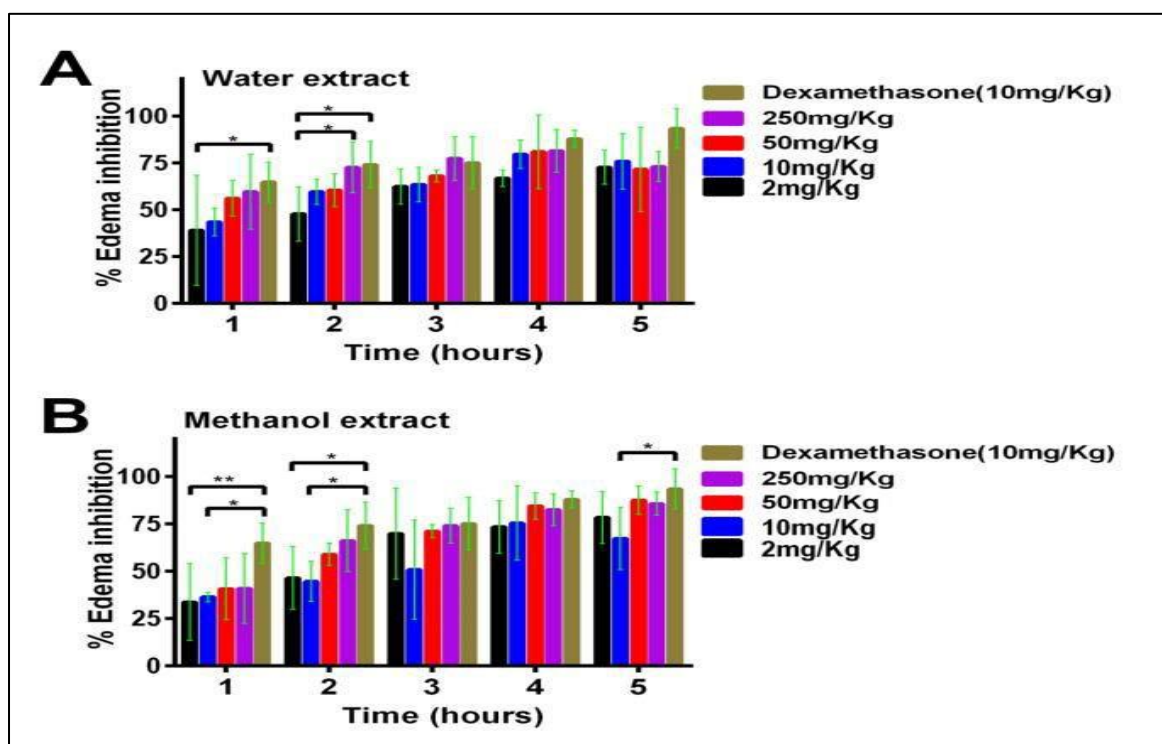 A
Water extract
% Edema inhibition
100
75
50
25
0
*
*
*
1 2 3 4 5
Time (hours)
Dexamethasone(10mg/Kg)
250mg/Kg
50mg/Kg
10mg/Kg
2mg/Kg
B
Methanol extract
% Edema inhibition
100
75
50
25
0
**
*
*
*
*
1 2 3 4 5
Time (hours)
Dexamethasone(10mg/Kg)
250mg/Kg
50mg/Kg
10mg/Kg
2mg/Kg